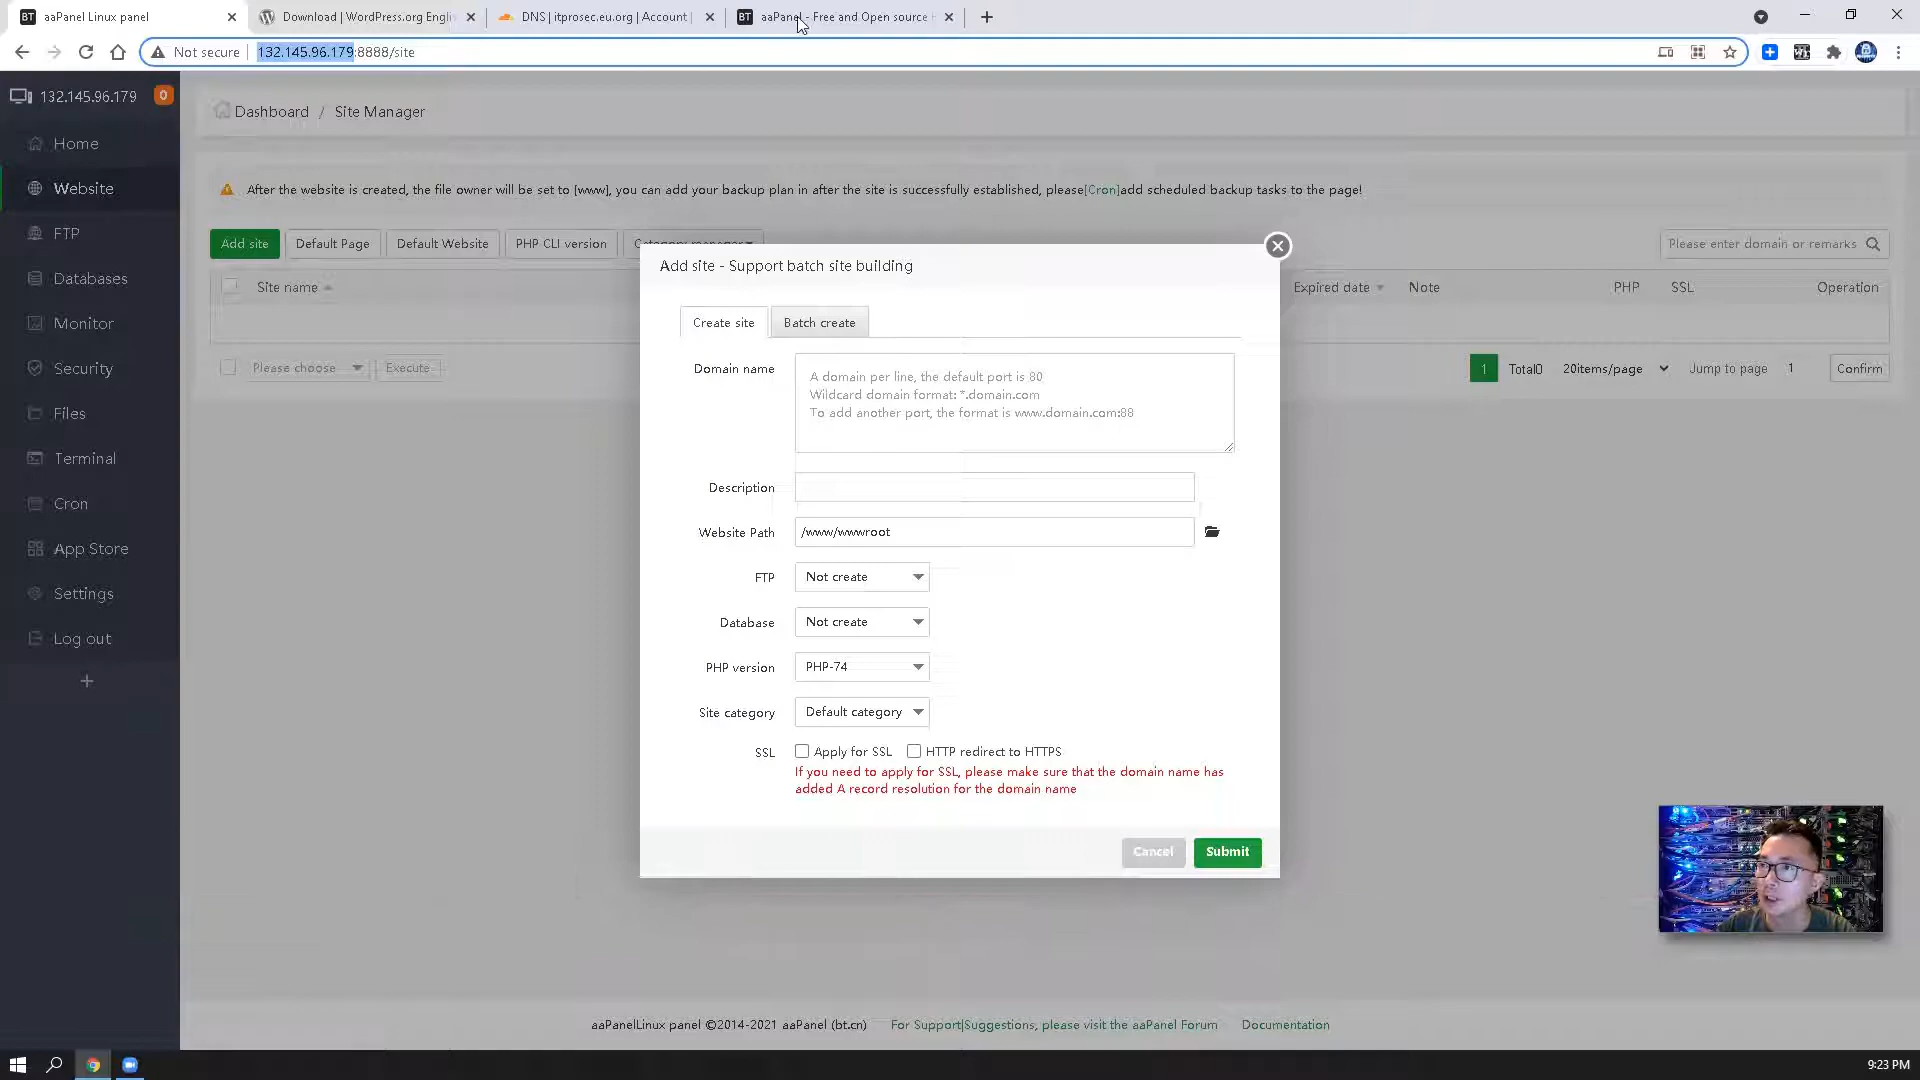 BT aaPanel Linux panel
Download | WordPress.org Engli
DNS | itprosec.eu.org | Account |
BT aaPanel - Free and Open source
Not secure
132.145.96.179:8888/site
132.145.96.179
0
Dashboard / Site Manager
Home
Website
FTP
Databases
Monitor
Security
Files
Terminal
Cron
App Store
Settings
Log out
After the website is created, the file owner will be set to [www], you can add your backup plan in after the site is successfully established, please[Cron]add scheduled backup tasks to the page!
Add site
Default Page
Default Website
PHP CLI version
Category manager
Please enter domain or remarks
Site name
Expired date
Note
PHP
SSL
Operation
Please choose
Execute
1
Total0
20items/page
Jump to page
1
Confirm
Add site - Support batch site building
Create site
Batch create
Domain name
A domain per line, the default port is 80
Wildcard domain format: *.domain.com
To add another port, the format is www.domain.com:88
Description
Website Path
/www/wwwroot
FTP
Not create
Database
Not create
PHP version
PHP-74
Site category
Default category
SSL
Apply for SSL
HTTP redirect to HTTPS
If you need to apply for SSL, please make sure that the domain name has
added A record resolution for the domain name
Cancel
Submit
aaPanelLinux panel ©2014-2021 aaPanel (bt.cn)
For Support|Suggestions, please visit the aaPanel Forum
Documentation
9:23 PM